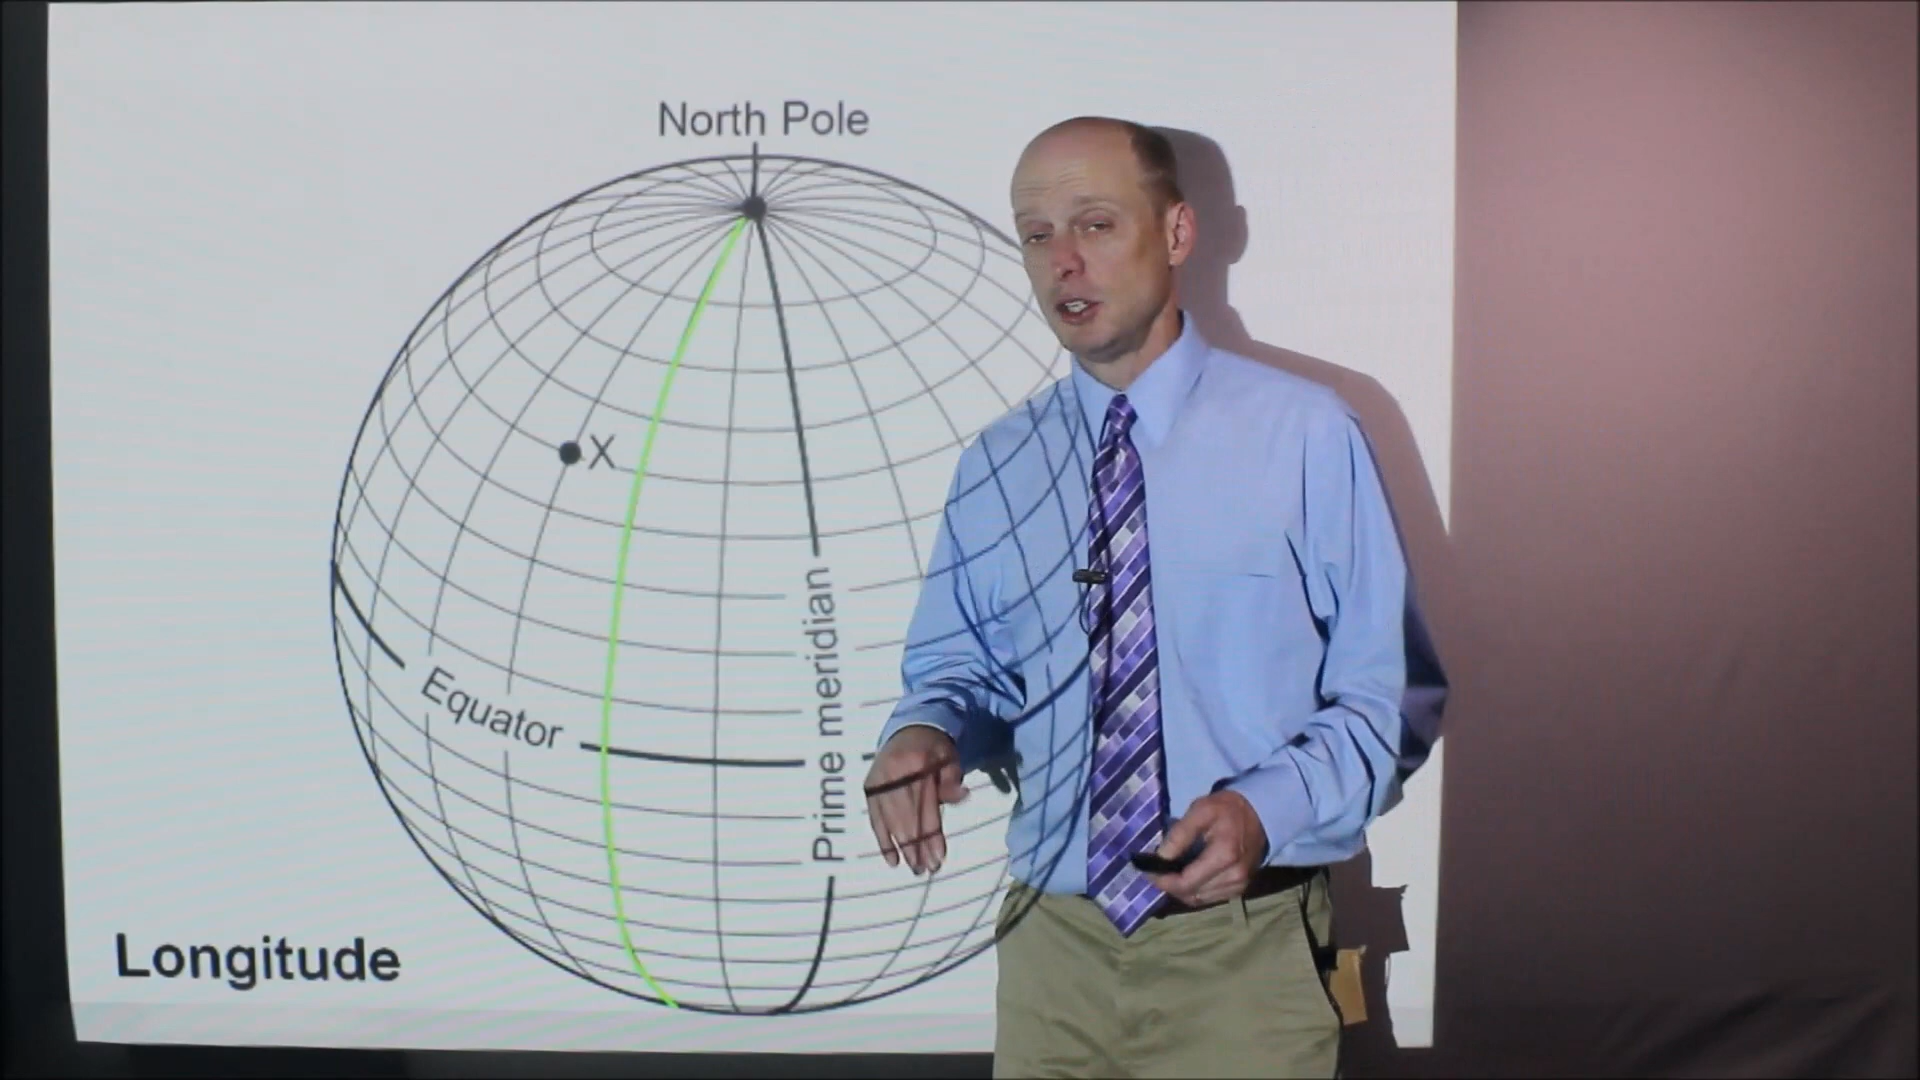 North Pole
X
Equator
Prime meridian
Longitude